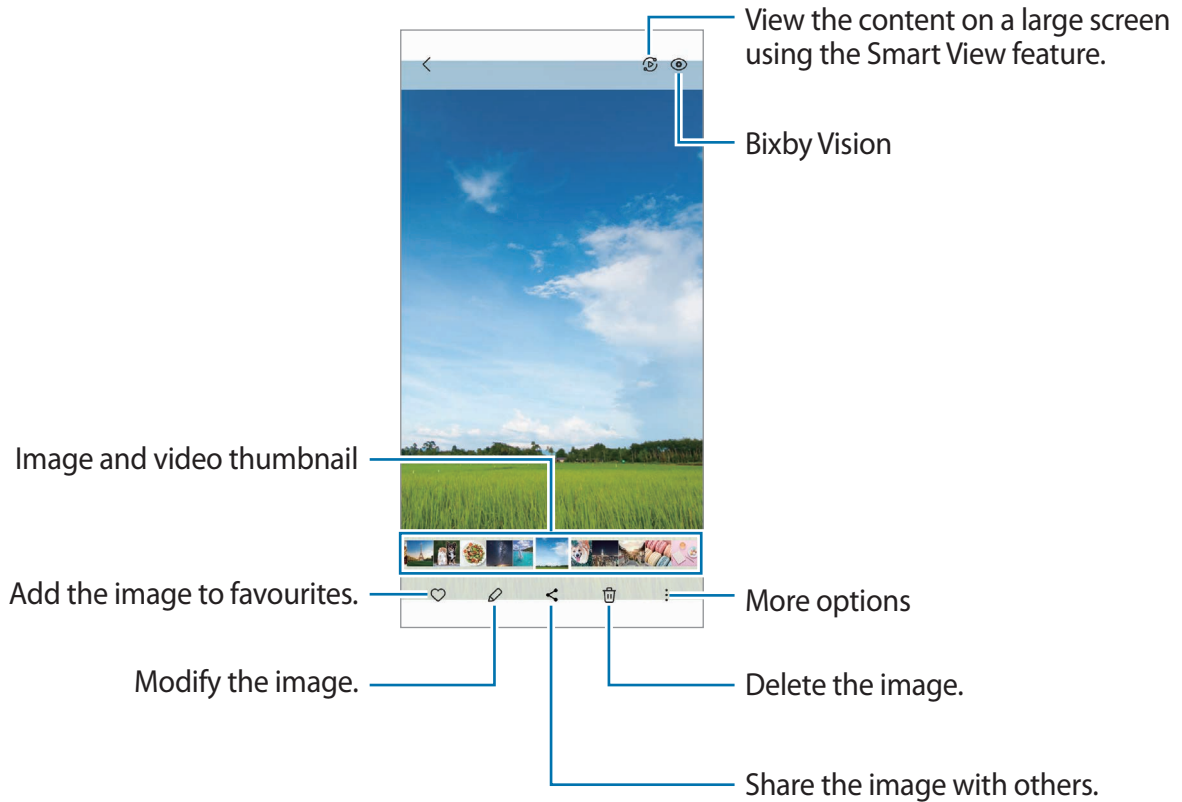 View the content on a large screen
using the Smart View feature.
Bixby Vision
Image and video thumbnail
Add the image to favourites.
More options
Modify the image.
Delete the image.
Share the image with others.